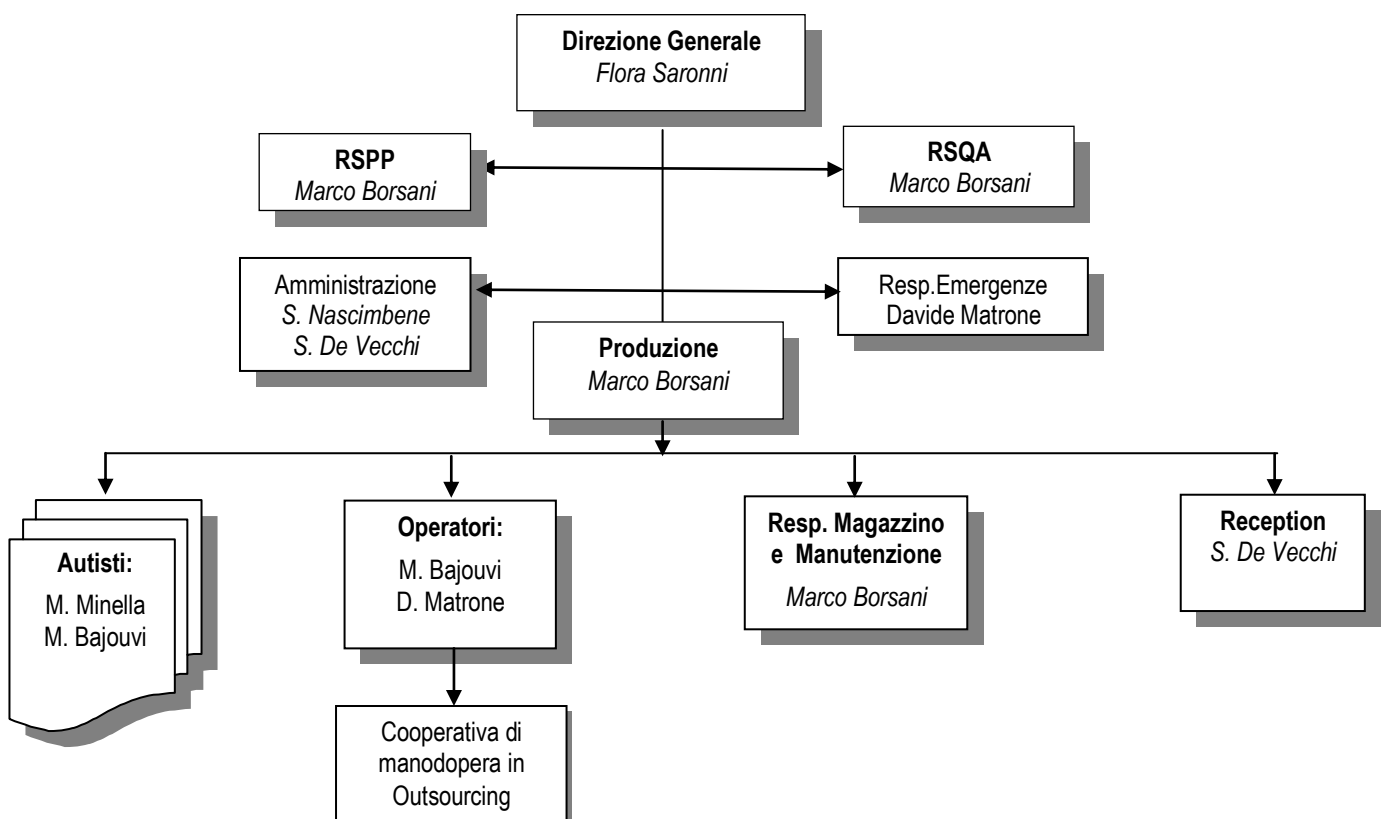 Direzione Generale
Flora Saronni
RSPP
Marco Borsani
RSQA
Marco Borsani
Amministrazione
S. Nascimbene
S. De Vecchi
Resp.Emergenze
Davide Matrone
Produzione
Marco Borsani
Autisti:
M. Minella
M. Bajouvi
Operatori:
M. Bajouvi
D. Matrone
Resp. Magazzino
e Manutenzione
Marco Borsani
Reception
S. De Vecchi
Cooperativa di
manodopera in
Outsourcing